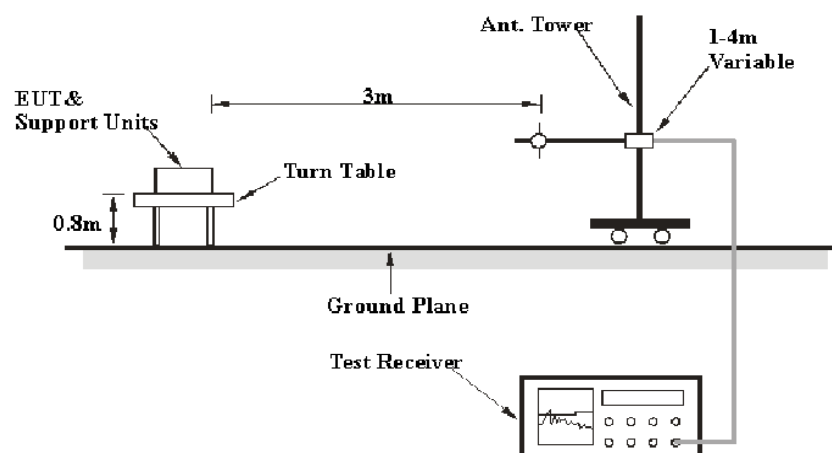 Ant. Tower
1-4m
Variable
3m
EUT &
Support Units
Turn Table
0.8m
Ground Plane
Test Receiver